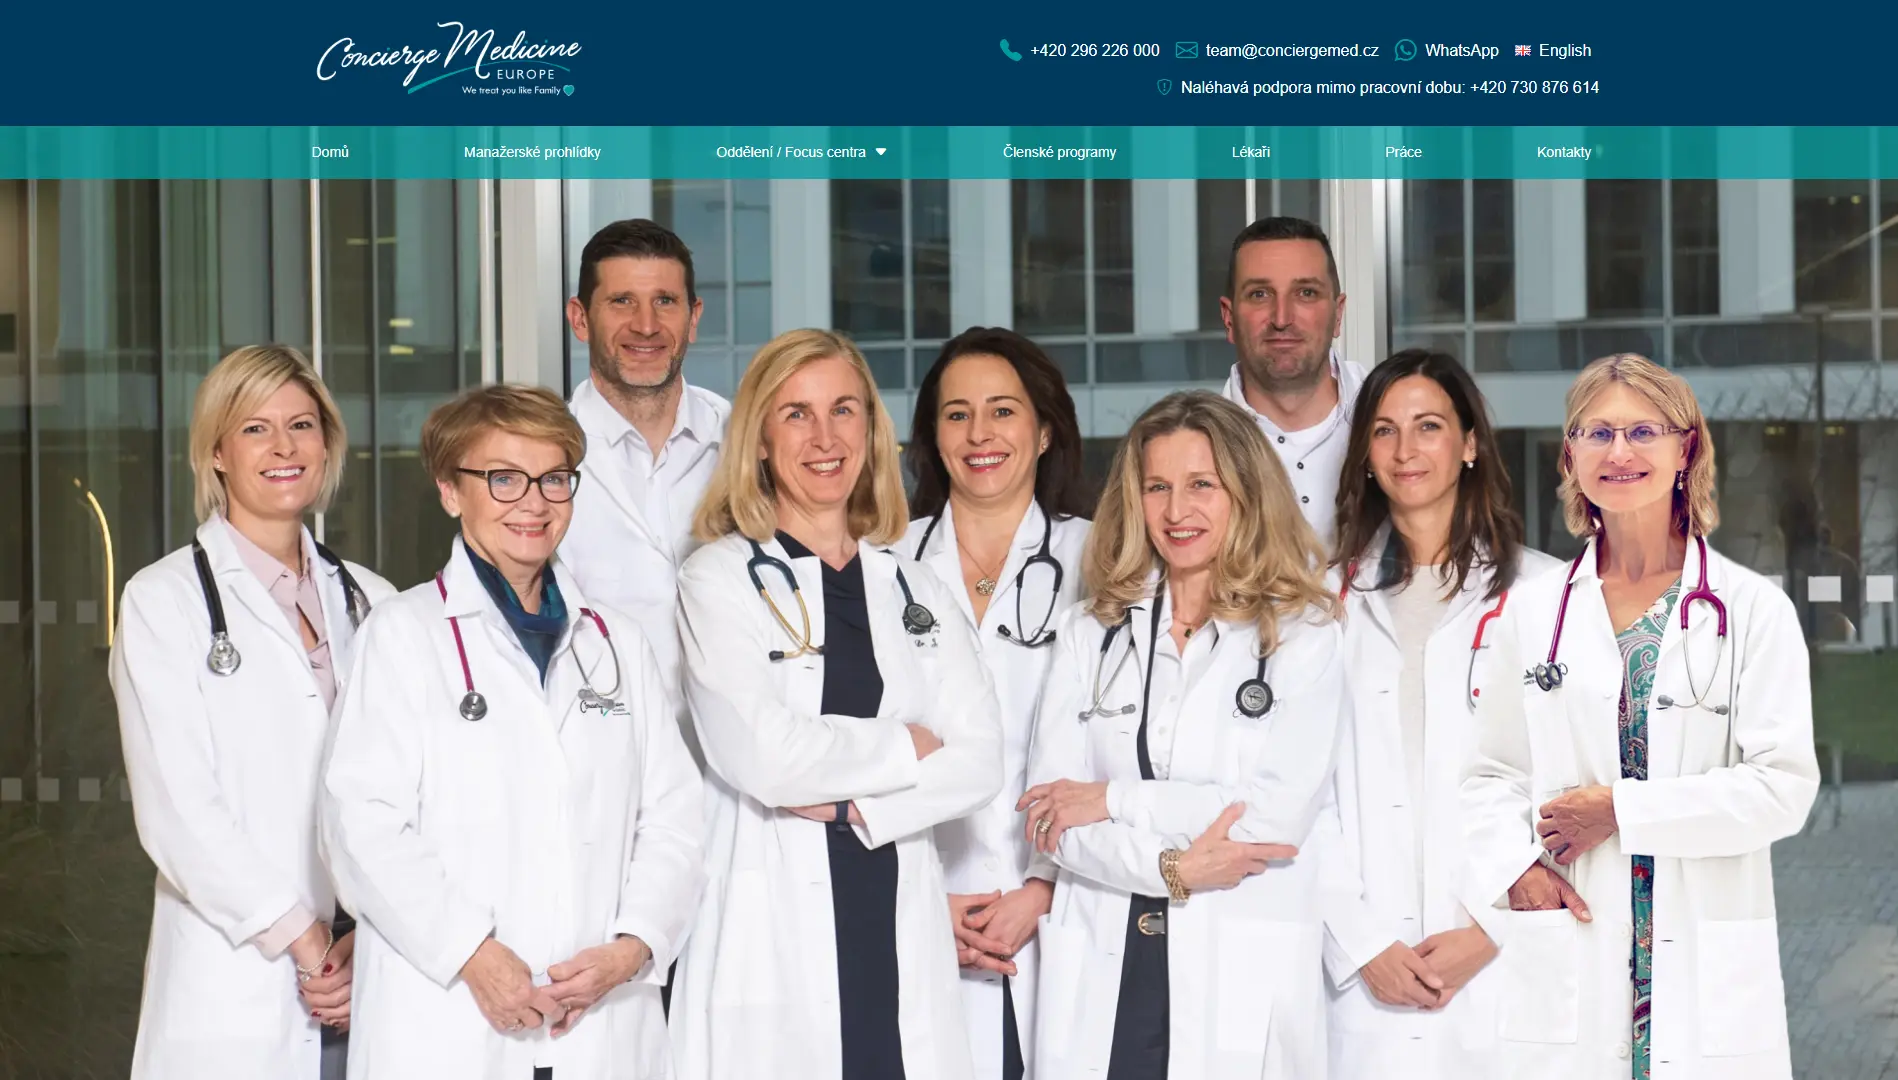 Concierge Medicine
EUROPE
We treat you like Family
+420 296 226 000
team@conciergemed.cz
WhatsApp
English
Naléhavá podpora mimo pracovní dobu: +420 730 876 614
Domů
Manažerské prohlídky
Oddělení / Focus centra
Členské programy
Lékaři
Práce
Kontakty